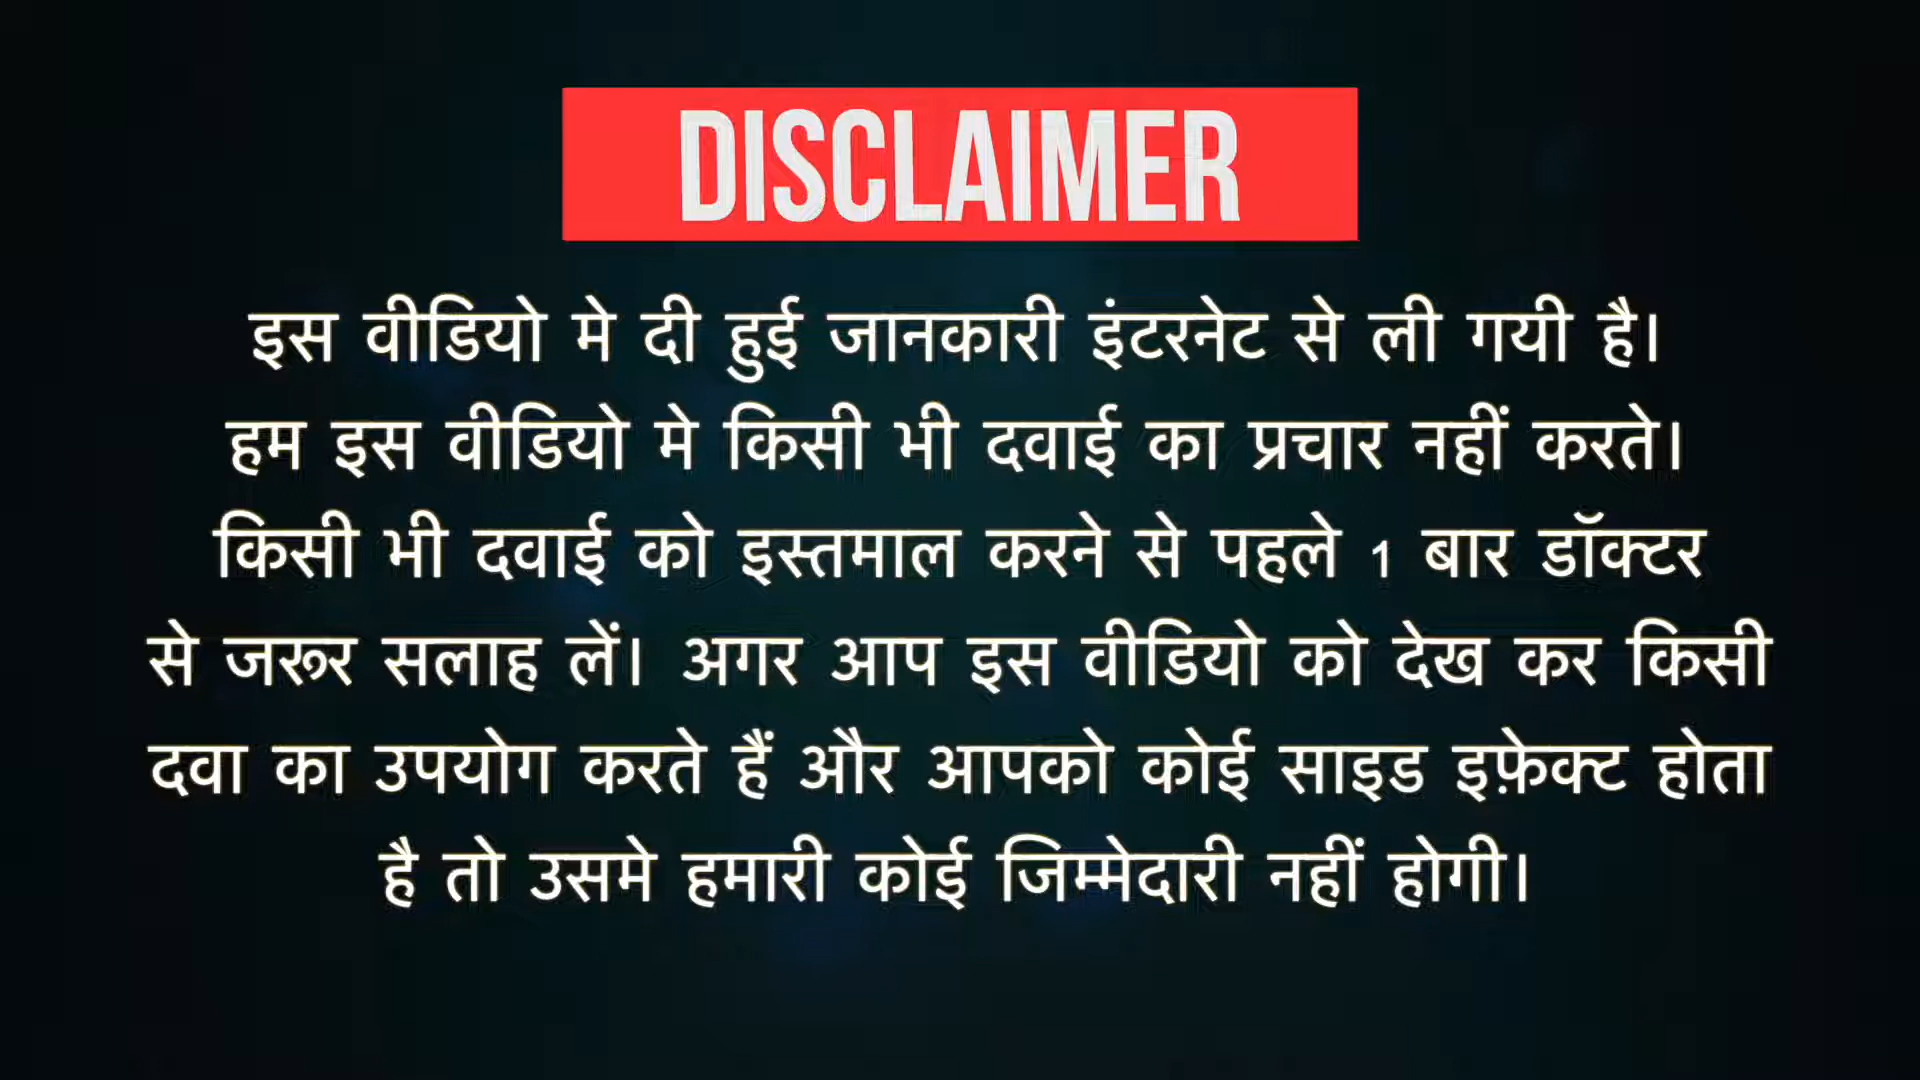 DISCLAIMER
इस वीडियो मे दी हुई जानकारी इंटरनेट से ली गयी है।
हम इस वीडियो मे किसी भी दवाई का प्रचार नहीं करते।
किसी भी दवाई को इस्तमाल करने से पहले 1 बार डॉक्टर
से जरूर सलाह लें। अगर आप इस वीडियो को देख कर किसी
दवा का उपयोग करते हैं और आपको कोई साइड इफ़ेक्ट होता
है तो उसमे हमारी कोई जिम्मेदारी नहीं होगी।